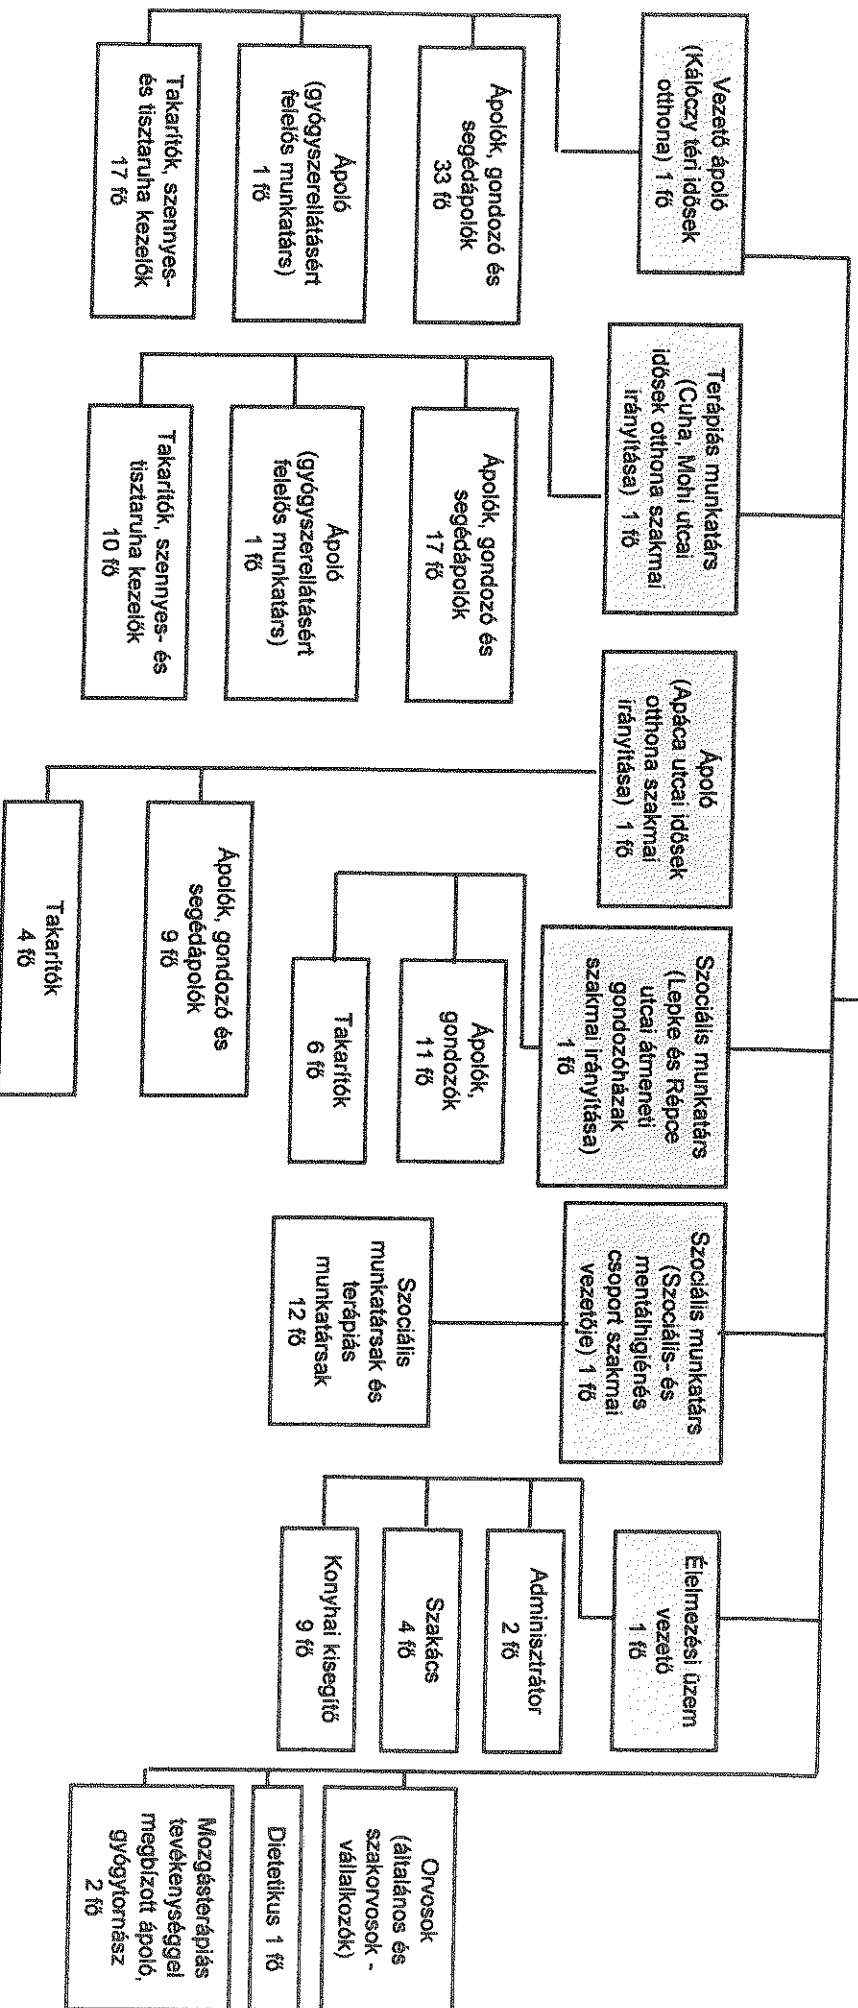 Vezető ápoló
(Kálóczy téri idősek
otthona) 1 fő
Ápolók, gondozó és
segédápolók
33 fő
Ápoló
(gyógyszerellátásért
felelős munkatárs)
1 fő
Takarítók, szennyes-
és tisztaruha kezelők
17 fő
Terápiás munkatárs
(Cuha, Mohi utcai
idősek otthona szakmai
irányítása) 1 fő
Ápolók, gondozó és
segédápolók
17 fő
Ápoló
(gyógyszerellátásért
felelős munkatárs)
1 fő
Takarítók, szennyes- és
tisztaruha kezelők
10 fő
Ápoló
(Apáca utcai idősek
otthona szakmai
irányítása) 1 fő
Ápolók, gondozó és
segédápolók
9 fő
Takarítók
4 fő
Szociális munkatárs
(Lepke és Répce
utcai átmeneti
gondozóházak
szakmai irányítása)
1 fő
Ápolók,
gondozók
11 fő
Takarítók
6 fő
Szociális munkatárs
(Szociális- és
mentálhigiénés
csoport szakmai
vezetője) 1 fő
Szociális
munkatársak és
terápiás
munkatársak
12 fő
Élelmezési üzem
vezető
1 fő
Adminisztrátor
2 fő
Szakács
4 fő
Konyhai kisegítő
9 fő
Orvosok
(általános és
szakorvosok -
vállalkozók)
Dietetikus 1 fő
Mozgásterápiás
tevékenységgel
megbízott ápoló,
gyógytornász
2 fő